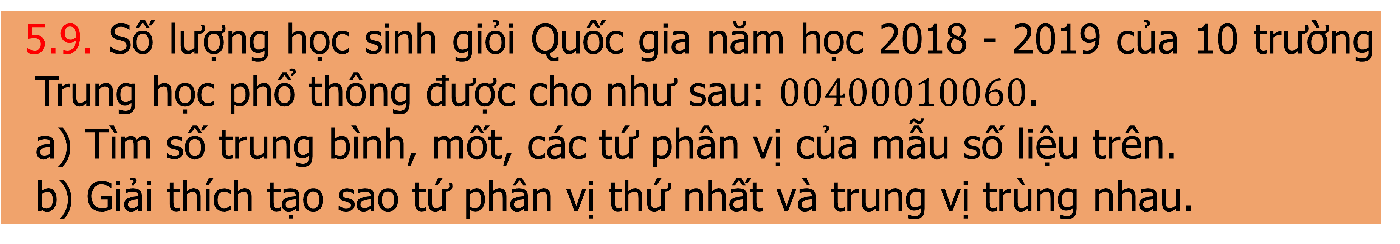 5.9. Số lượng học sinh giỏi Quốc gia năm học 2018 - 2019 của 10 trường
Trung học phổ thông được cho như sau: 00400010060.
a) Tìm số trung bình, mốt, các tứ phân vị của mẫu số liệu trên.
b) Giải thích tạo sao tứ phân vị thứ nhất và trung vị trùng nhau.